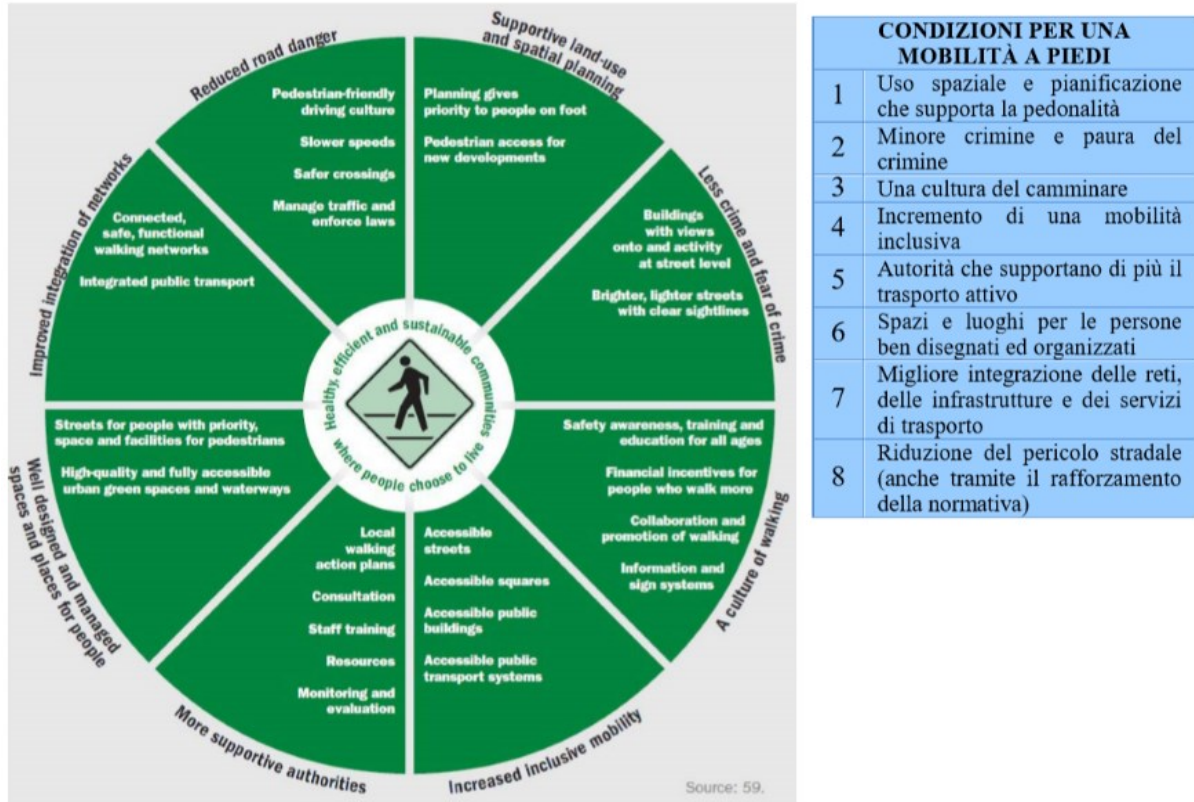 Supportive land-use
and spatial planning
Planning gives
priority to people on foot
Pedestrian access for
new developments
Less crime and fear of crime
Buildings
with views
onto and activity
at street level
Brighter, lighter streets
with clear sightlines
A culture of walking
Safety awareness, training and
education for all ages
Financial incentives for
people who walk more
Collaboration and
promotion of walking
Information and
sign systems
Increased inclusive mobility
Accessible
streets
Accessible squares
Accessible public
buildings
Accessible public
transport systems
More supportive authorities
Local
walking
action plans
Consultation
Staff training
Resources
Monitoring and
evaluation
Well designed and managed
spaces and places for people
Streets for people with priority,
space and facilities for pedestrians
High-quality and fully accessible
urban green spaces and waterways
Improved integration of networks
Connected,
safe, functional
walking networks
Integrated public transport
Reduced road danger
Pedestrian-friendly
driving culture
Slower speeds
Safer crossings
Manage traffic and
enforce laws
Healthy, efficient and sustainable communities
where people choose to live
Source: 59.
CONDIZIONI PER UNA
MOBILITÀ A PIEDI
1 Uso spaziale e pianificazione
che supporta la pedonalità
2 Minore crimine e paura del
crimine
3 Una cultura del camminare
4 Incremento di una mobilità
inclusiva
5 Autorità che supportano di più il
trasporto attivo
6 Spazi e luoghi per le persone
ben disegnati ed organizzati
7 Migliore integrazione delle reti,
delle infrastrutture e dei servizi
di trasporto
8 Riduzione del pericolo stradale
(anche tramite il rafforzamento
della normativa)